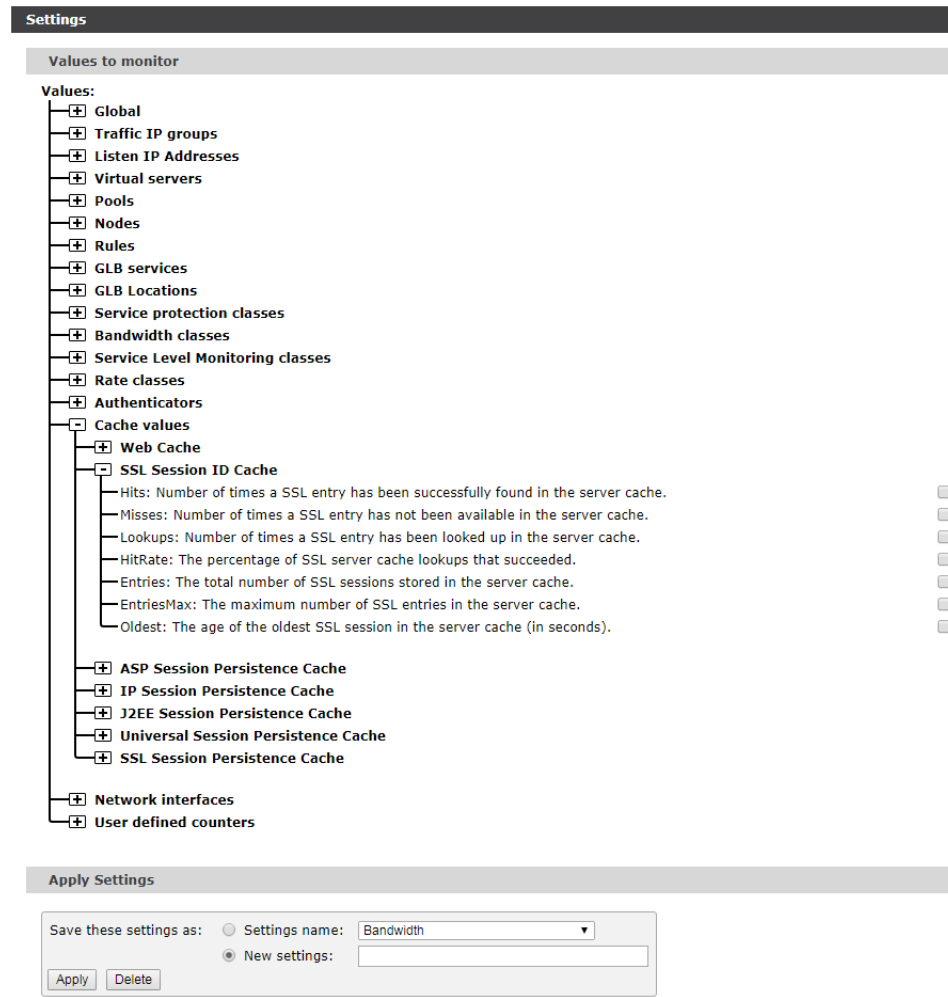 Settings
Values to monitor
Values:
Global
Traffic IP groups
Listen IP Addresses
Virtual servers
Pools
Nodes
Rules
GLB services
GLB Locations
Service protection classes
Bandwidth classes
Service Level Monitoring classes
Rate classes
Authenticators
Cache values
Web Cache
SSL Session ID Cache
Hits: Number of times a SSL entry has been successfully found in the server cache.
Misses: Number of times a SSL entry has not been available in the server cache.
Lookups: Number of times a SSL entry has been looked up in the server cache.
HitRate: The percentage of SSL server cache lookups that succeeded.
Entries: The total number of SSL sessions stored in the server cache.
EntriesMax: The maximum number of SSL entries in the server cache.
Oldest: The age of the oldest SSL session in the server cache (in seconds).
ASP Session Persistence Cache
IP Session Persistence Cache
J2EE Session Persistence Cache
Universal Session Persistence Cache
SSL Session Persistence Cache
Network interfaces
User defined counters
Apply Settings
Save these settings as: Settings name: Bandwidth
New settings:
Apply Delete